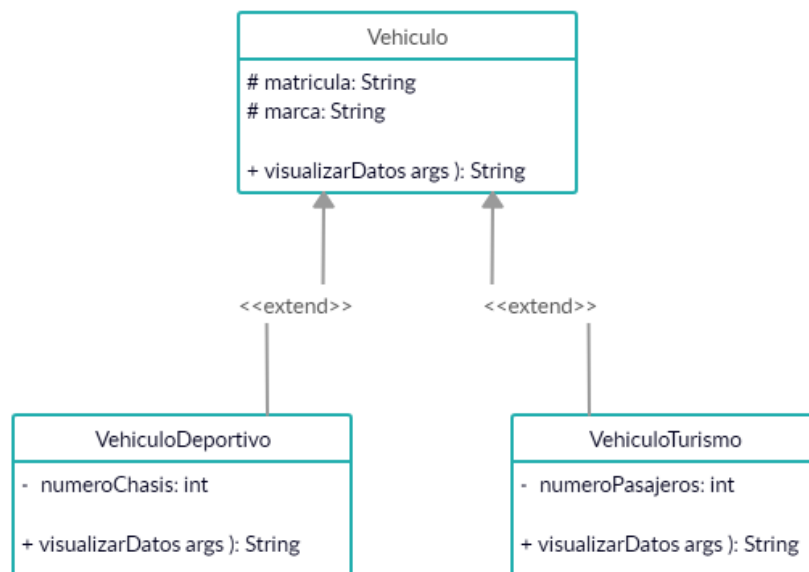 Vehiculo
# matricula: String
# marca: String
+ visualizarDatos args ): String
<<extend>>
<<extend>>
VehiculoDeportivo
- numeroChasis: int
+ visualizarDatos args ): String
VehiculoTurismo
- numeroPasajeros: int
+ visualizarDatos args ): String